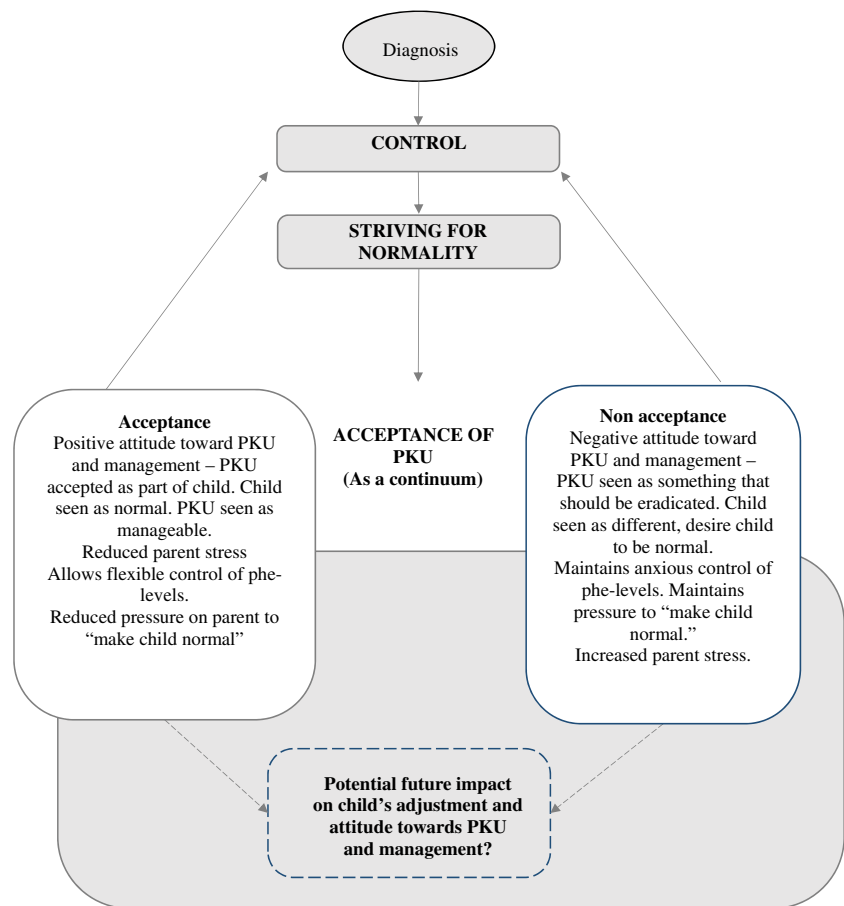 Diagnosis
CONTROL
STRIVING FOR
NORMALITY
Acceptance
Positive attitude toward PKU
and management – PKU
accepted as part of child. Child
seen as normal. PKU seen as
manageable.
Reduced parent stress
Allows flexible control of phe-
levels.
Reduced pressure on parent to
“make child normal”
ACCEPTANCE OF
PKU
(As a continuum)
Non acceptance
Negative attitude toward
PKU and management –
PKU seen as something that
should be eradicated. Child
seen as different, desire child
to be normal.
Maintains anxious control of
phe-levels. Maintains
pressure to “make child
normal.”
Increased parent stress.
Potential future impact
on child’s adjustment and
attitude towards PKU
and management?